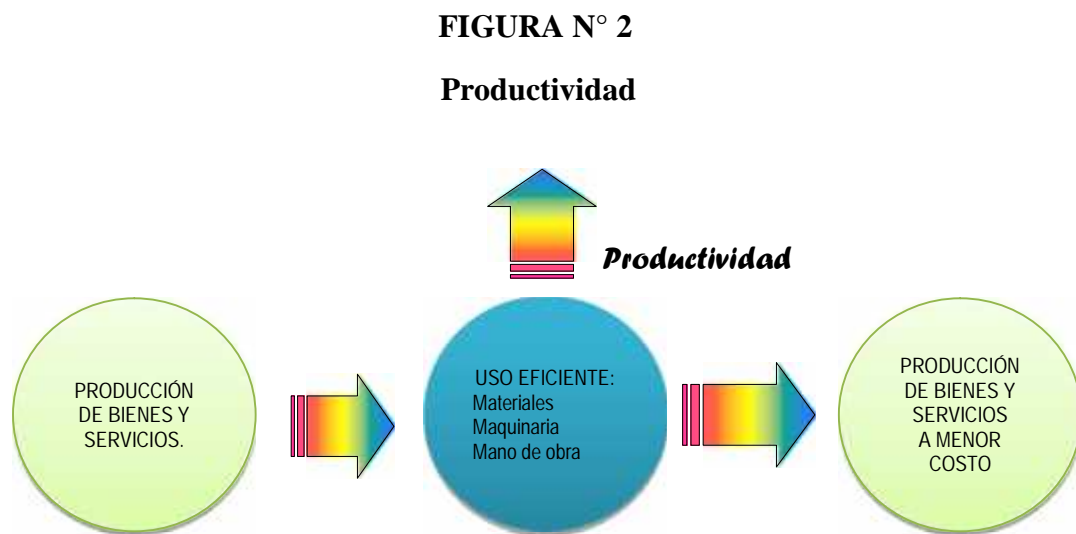 FIGURA N° 2
Productividad
Productividad
PRODUCCIÓN
DE BIENES Y
SERVICIOS.
USO EFICIENTE:
Materiales
Maquinaria
Mano de obra
PRODUCCIÓN
DE BIENES Y
SERVICIOS
A MENOR
COSTO